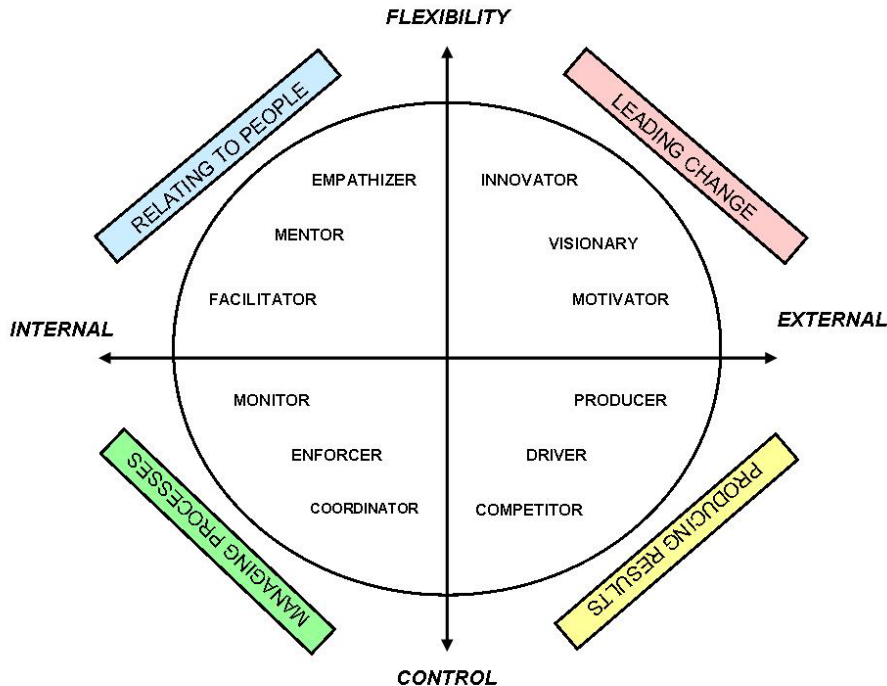 FLEXIBILITY
RELATING TO PEOPLE
LEADING CHANGE
EMPATHIZER
INNOVATOR
MENTOR
VISIONARY
FACILITATOR
MOTIVATOR
INTERNAL
EXTERNAL
MONITOR
PRODUCER
ENFORCER
DRIVER
COORDINATOR
COMPETITOR
MANAGING PROCESSES
PRODUCING RESULTS
CONTROL